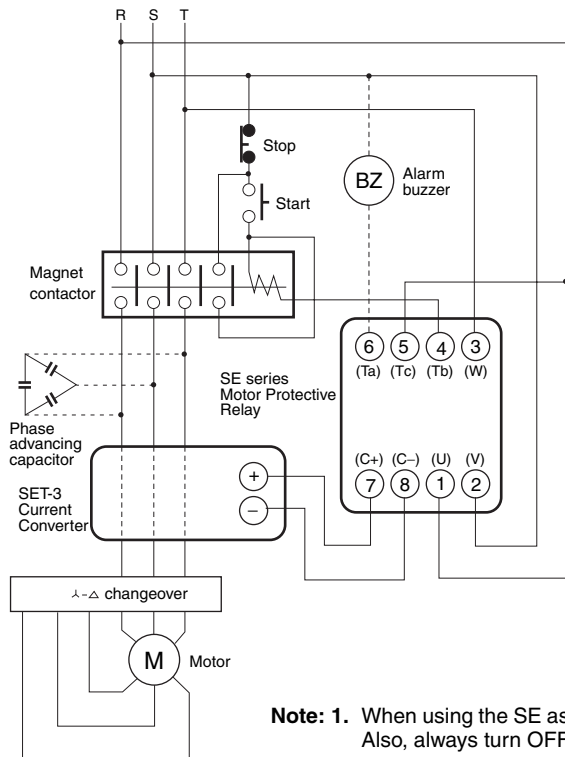 R S T
Stop
Start
BZ
Alarm
buzzer
Magnet
contactor
6 5 4 3
(Ta) (Tc) (Tb) (W)
SE series
Motor Protective
Relay
Phase
advancing
capacitor
(C+) (C−) (U) (V)
7 8 1 2
+
−
SET-3
Current
Converter
⅄-△ changeover
M
Motor
Note: 1. When using the SE as
Also, always turn OFF